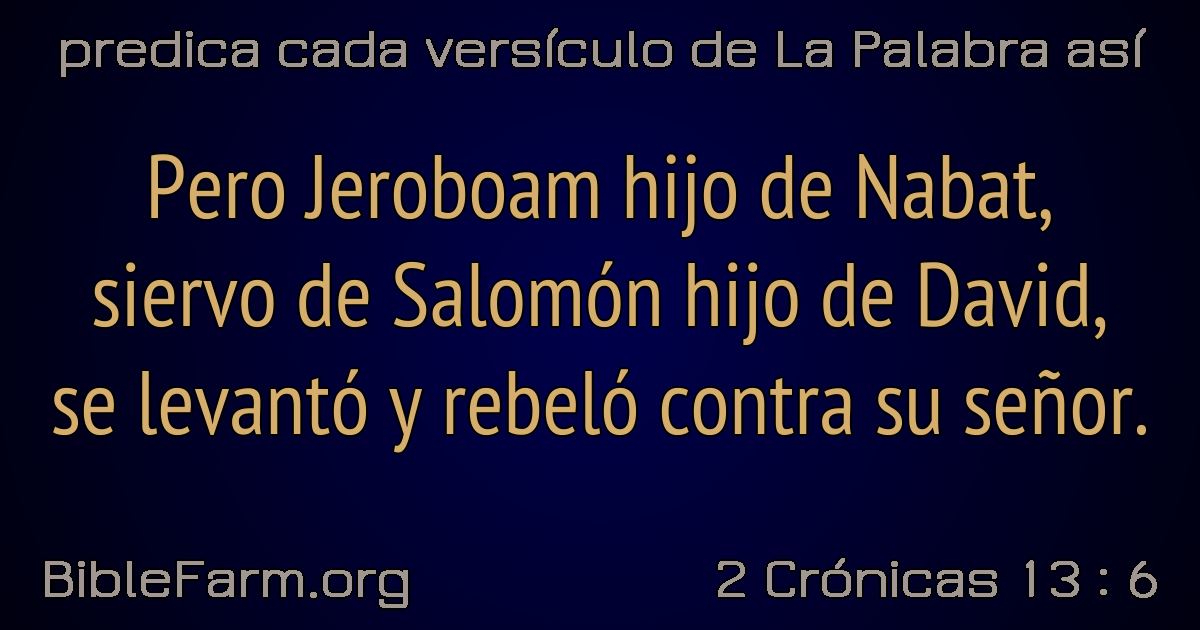 predica cada versículo de La Palabra así
Pero Jeroboam hijo de Nabat,
siervo de Salomón hijo de David,
se levantó y rebeló contra su señor.
BibleFarm.org
2 Crónicas 13 : 6